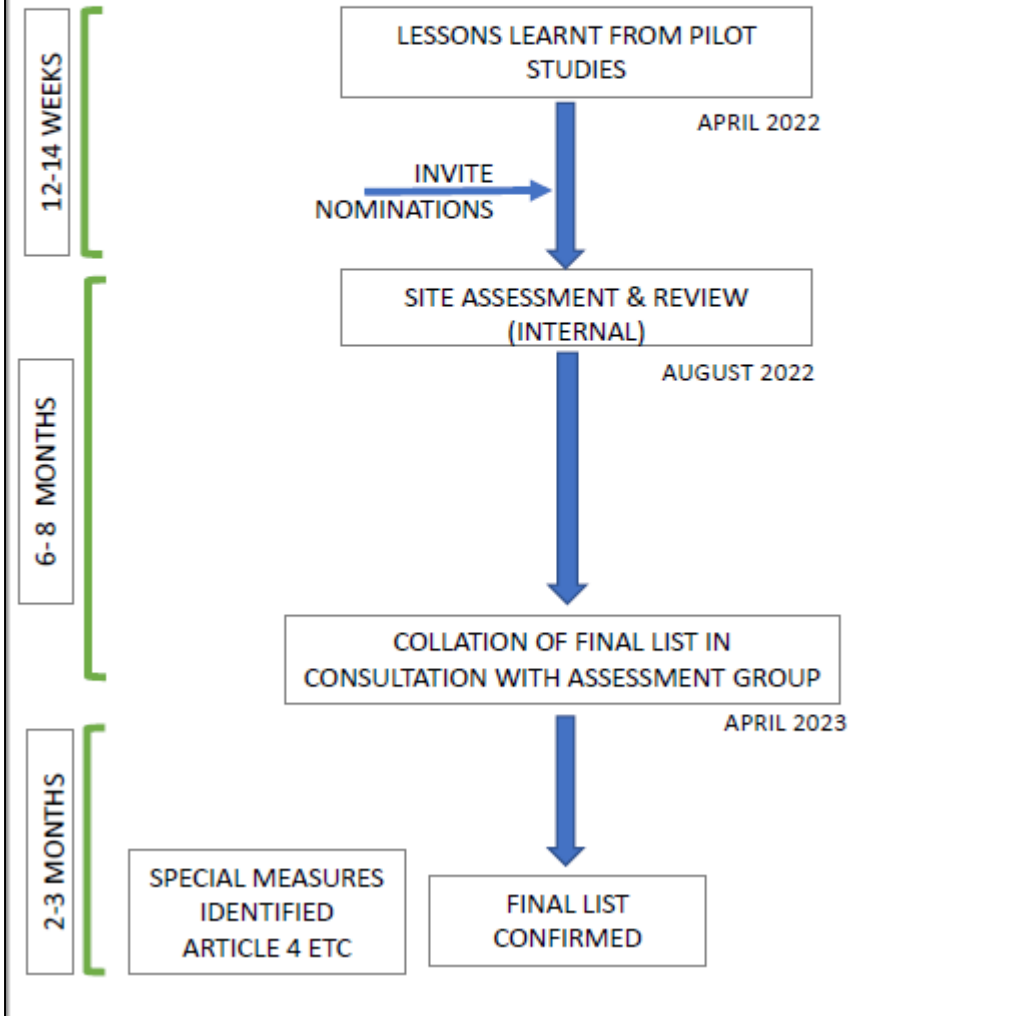 12-14 WEEKS
LESSONS LEARNT FROM PILOT
STUDIES
APRIL 2022
INVITE
NOMINATIONS
6-8 MONTHS
SITE ASSESSMENT & REVIEW
(INTERNAL)
AUGUST 2022
COLLATION OF FINAL LIST IN
CONSULTATION WITH ASSESSMENT GROUP
APRIL 2023
2-3 MONTHS
SPECIAL MEASURES
IDENTIFIED
ARTICLE 4 ETC
FINAL LIST
CONFIRMED